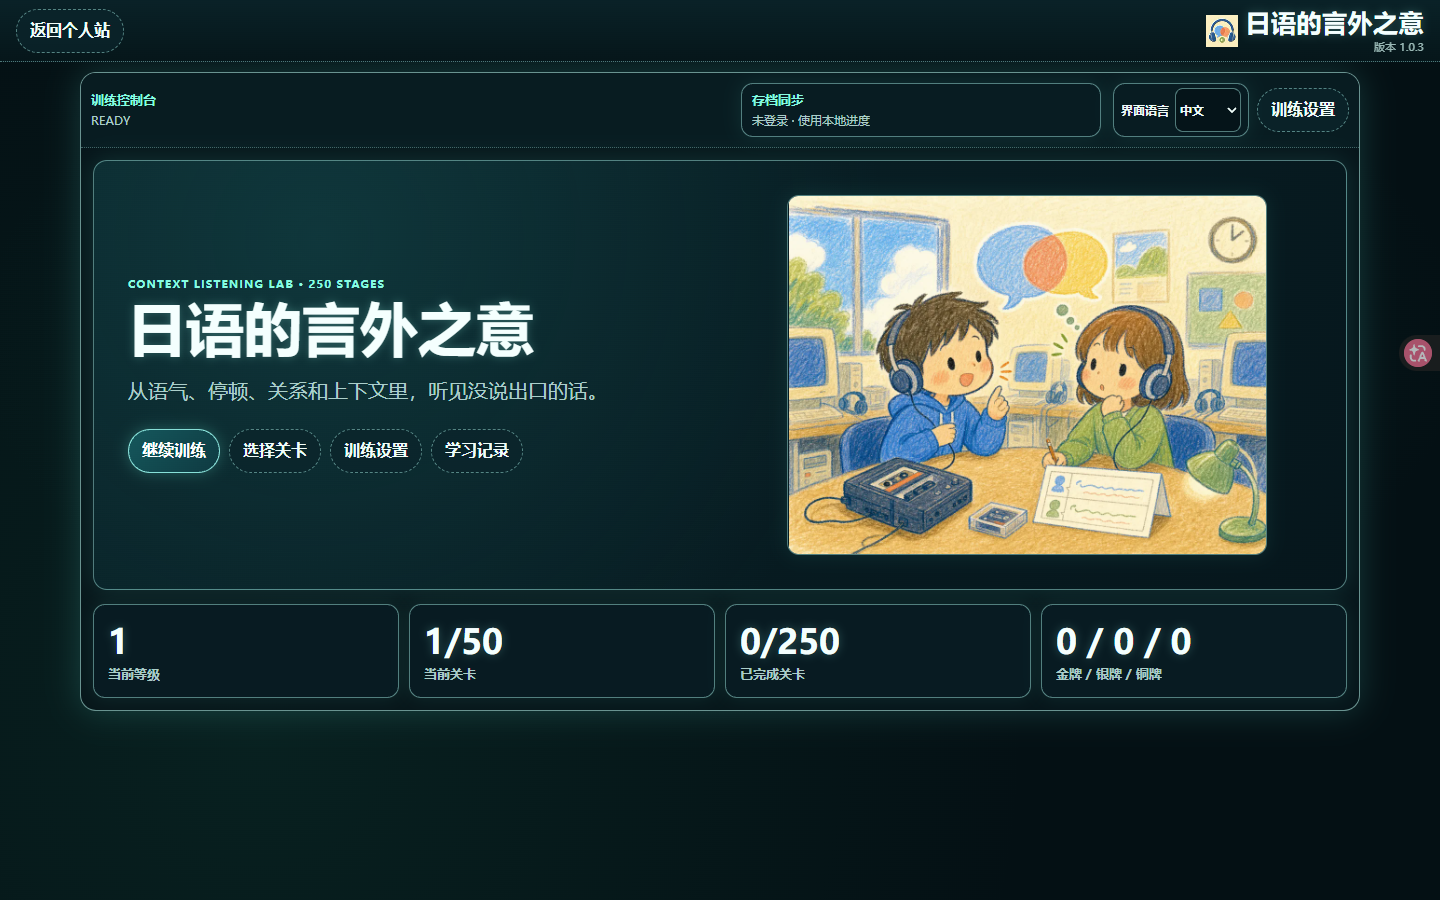 返回个人站
日语的言外之意
版本 1.0.3
训练控制台
READY
存档同步
未登录 · 使用本地进度
界面语言
中文
训练设置
CONTEXT LISTENING LAB • 250 STAGES
日语的言外之意
从语气、停顿、关系和上下文里，听见没说出口的话。
继续训练
选择关卡
训练设置
学习记录
1
当前等级
1/50
当前关卡
0/250
已完成关卡
0 / 0 / 0
金牌 / 银牌 / 铜牌